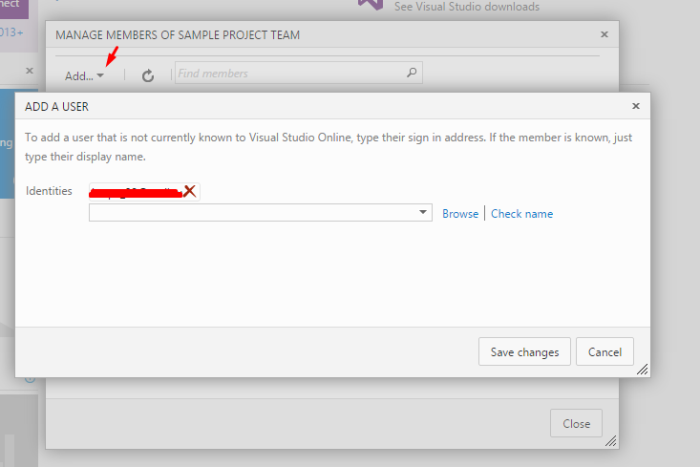 nect
See Visual Studio downloads
013+
MANAGE MEMBERS OF SAMPLE PROJECT TEAM
Add...
Find members
ADD A USER
ng
To add a user that is not currently known to Visual Studio Online, type their sign in address. If the member is known, just
type their display name.
Identities
Browse | Check name
Save changes Cancel
Close